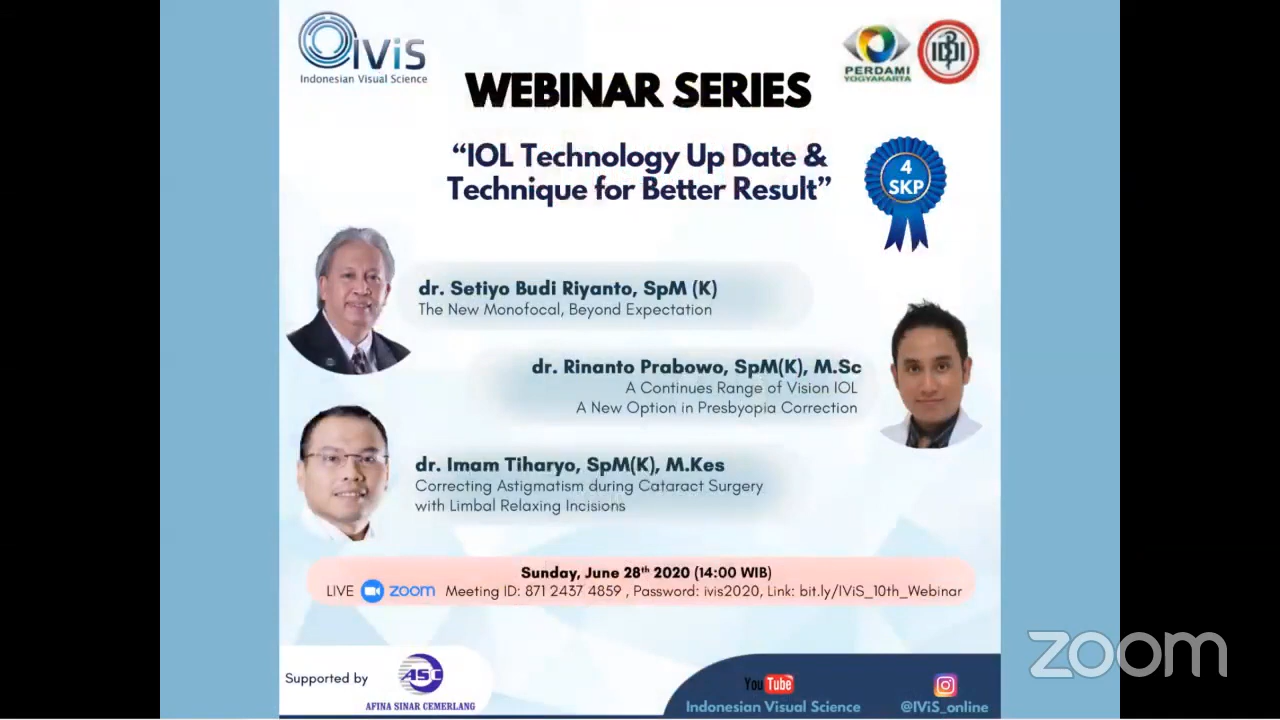 IViS
Indonesian Visual Science
PERDAMI
YOGYAKARTA
IDI
WEBINAR SERIES
“IOL Technology Up Date &
Technique for Better Result”
4
SKP
dr. Setiyo Budi Riyanto, SpM (K)
The New Monofocal, Beyond Expectation
dr. Rinanto Prabowo, SpM(K), M.Sc
A Continues Range of Vision IOL
A New Option in Presbyopia Correction
dr. Imam Tiharyo, SpM(K), M.Kes
Correcting Astigmatism during Cataract Surgery
with Limbal Relaxing Incisions
Sunday, June 28th 2020 (14:00 WIB)
LIVE zoom Meeting ID: 871 2437 4859 , Password: ivis2020, Link: bit.ly/IViS_10th_Webinar
Supported by
ASC
AFINA SINAR CEMERLANG
YouTube
Indonesian Visual Science
@IViS_online
zoom